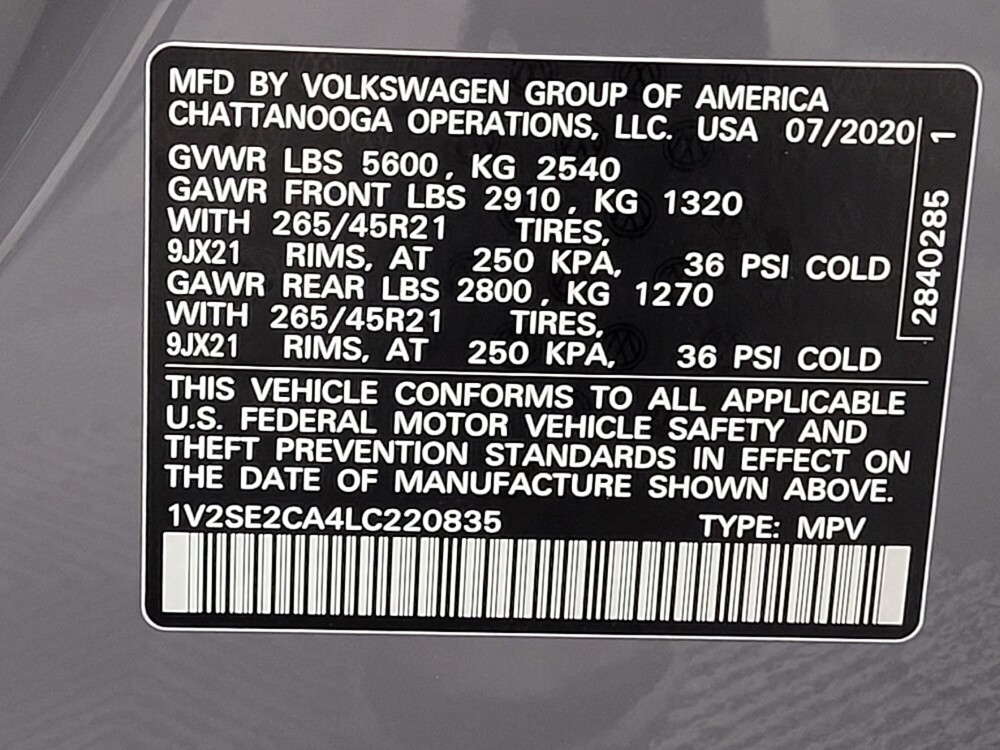 MFD BY VOLKSWAGEN GROUP OF AMERICA
CHATTANOOGA OPERATIONS, LLC. USA 07/2020
GVWR LBS 5600, KG 2540
GAWR FRONT LBS 2910, KG 1320
WITH 265/45R21 TIRES,
9JX21 RIMS, AT 250 KPA, 36 PSI COLD
GAWR REAR LBS 2800, KG 1270
WITH 265/45R21 TIRES,
9JX21 RIMS, AT 250 KPA, 36 PSI COLD
2840285 1
THIS VEHICLE CONFORMS TO ALL APPLICABLE
U.S. FEDERAL MOTOR VEHICLE SAFETY AND
THEFT PREVENTION STANDARDS IN EFFECT ON
THE DATE OF MANUFACTURE SHOWN ABOVE.
1V2SE2CA4LC220835 TYPE: MPV